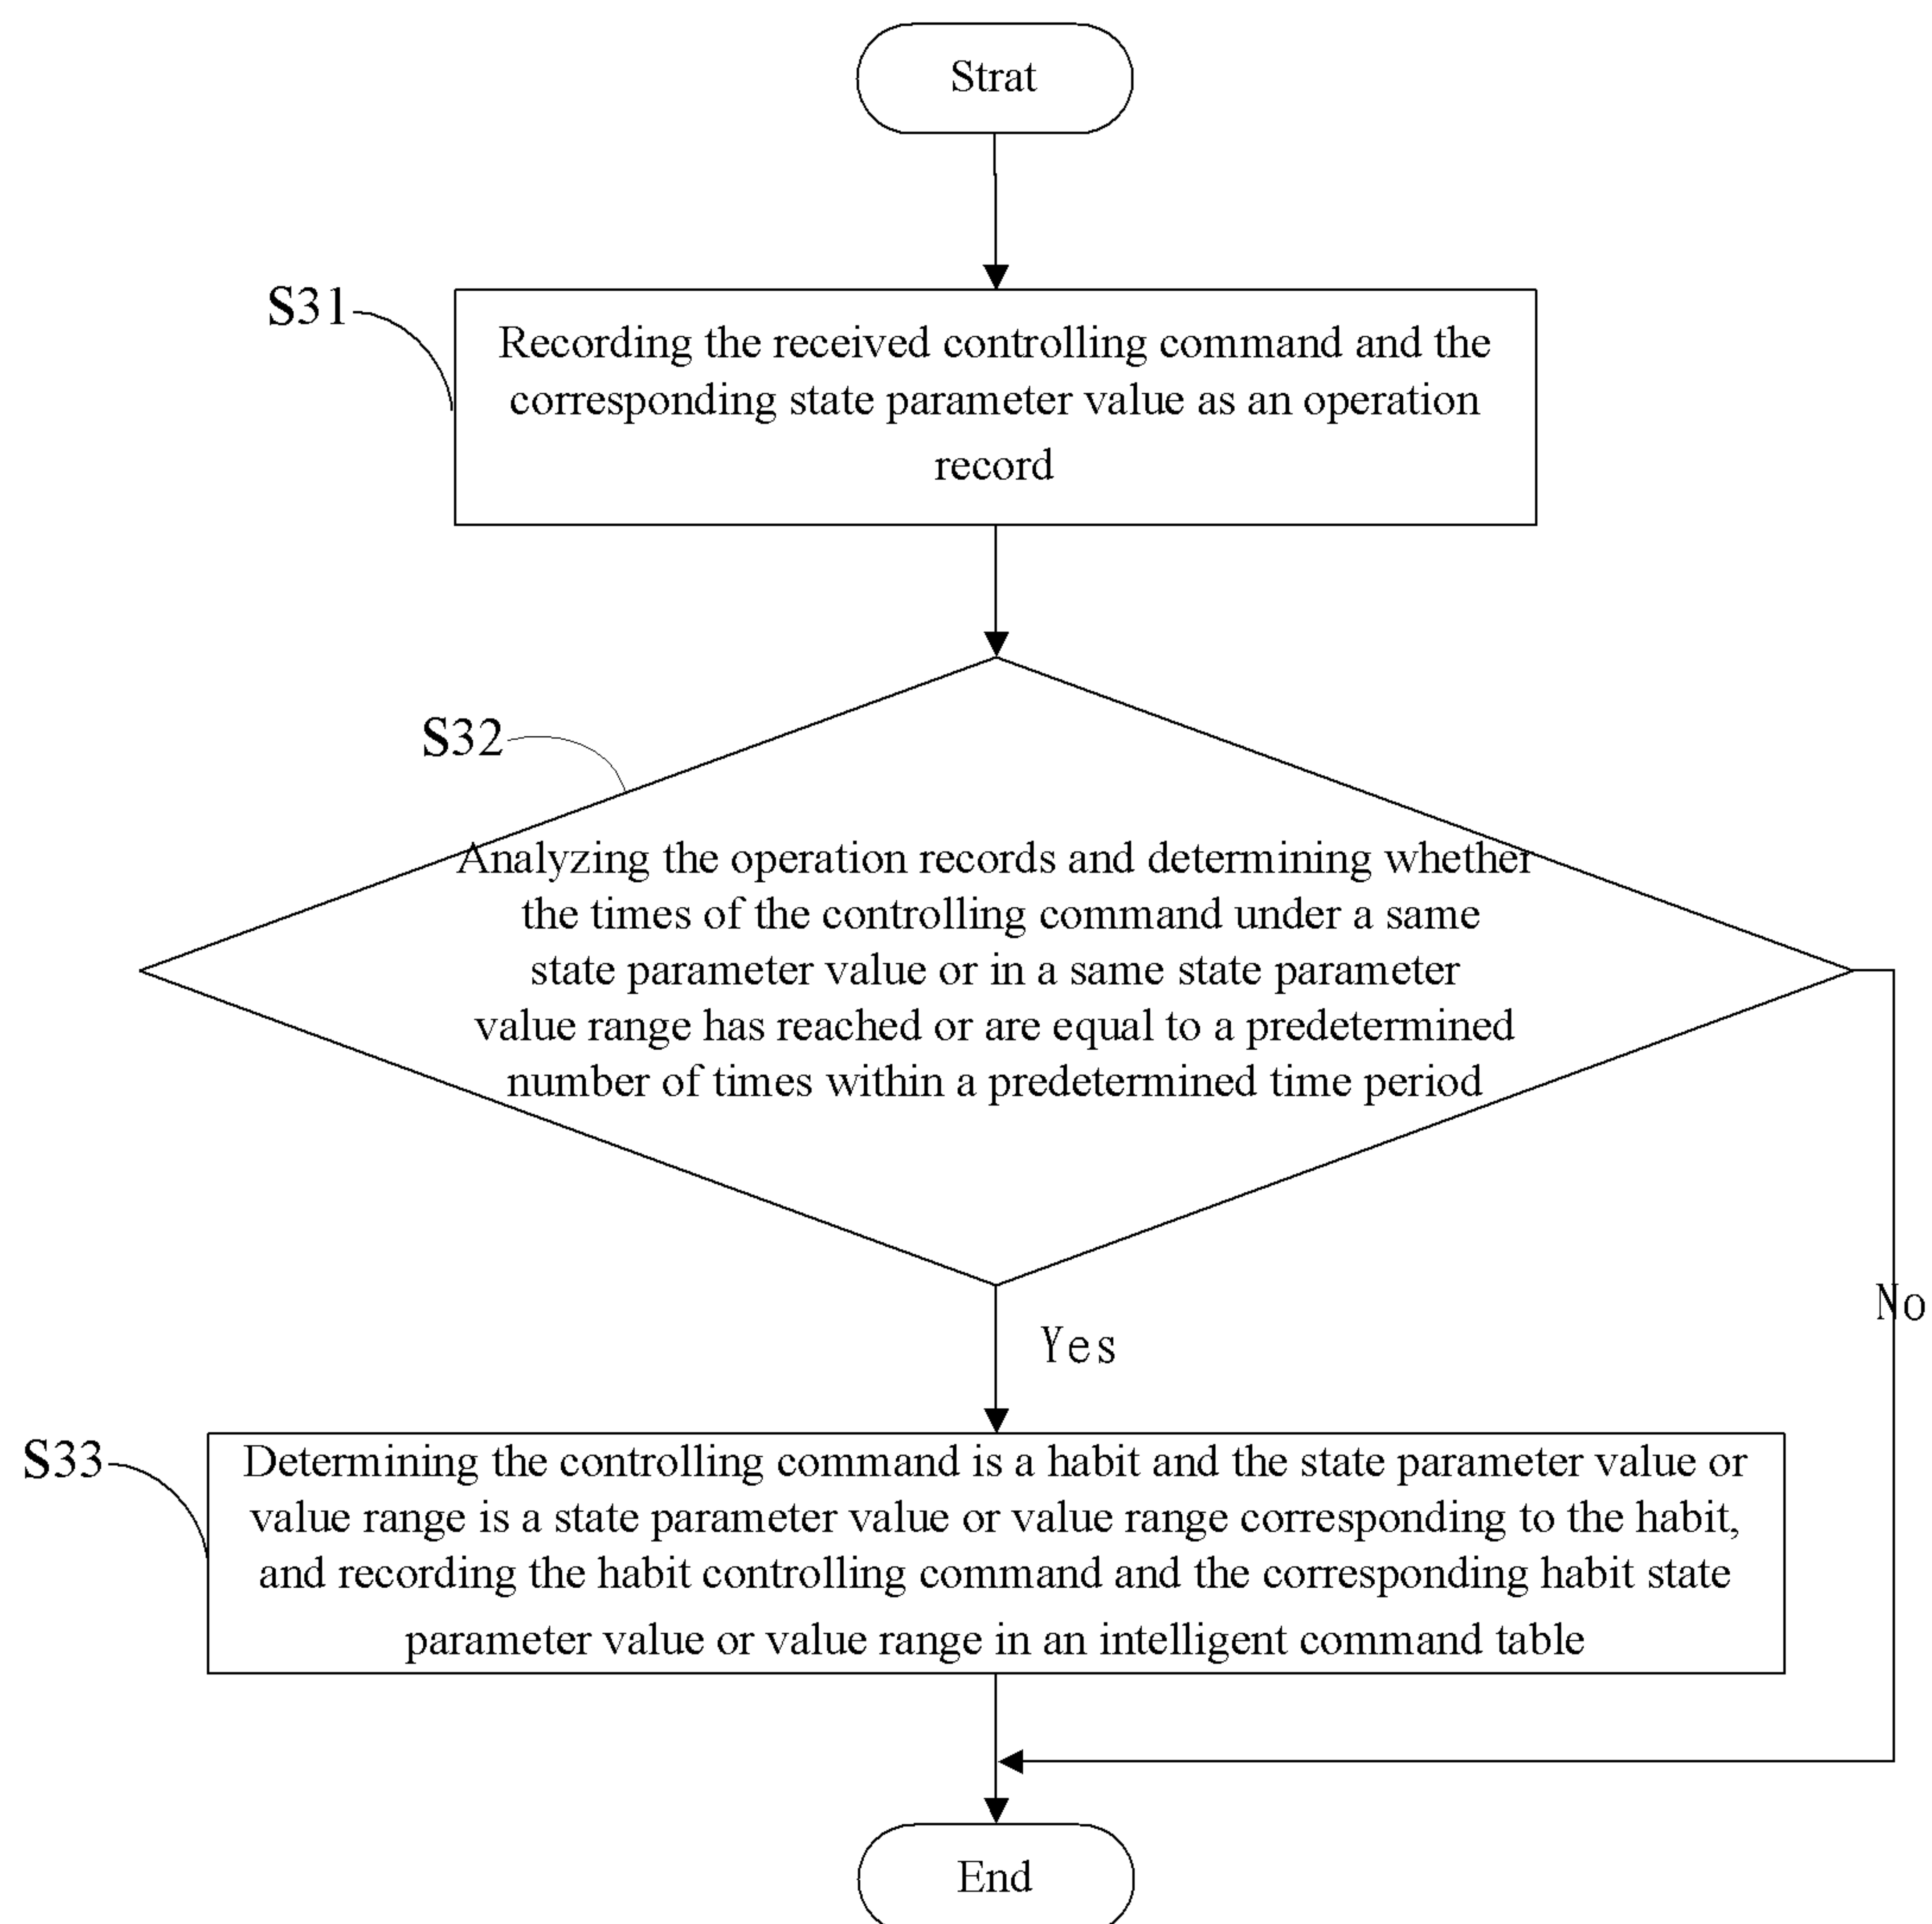 Strat
S31
Recording the received controlling command and the
corresponding state parameter value as an operation
record
S32
Analyzing the operation records and determining whether
the times of the controlling command under a same
state parameter value or in a same state parameter
value range has reached or are equal to a predetermined
number of times within a predetermined time period
No
Yes
S33
Determining the controlling command is a habit and the state parameter value or
value range is a state parameter value or value range corresponding to the habit,
and recording the habit controlling command and the corresponding habit state
parameter value or value range in an intelligent command table
End